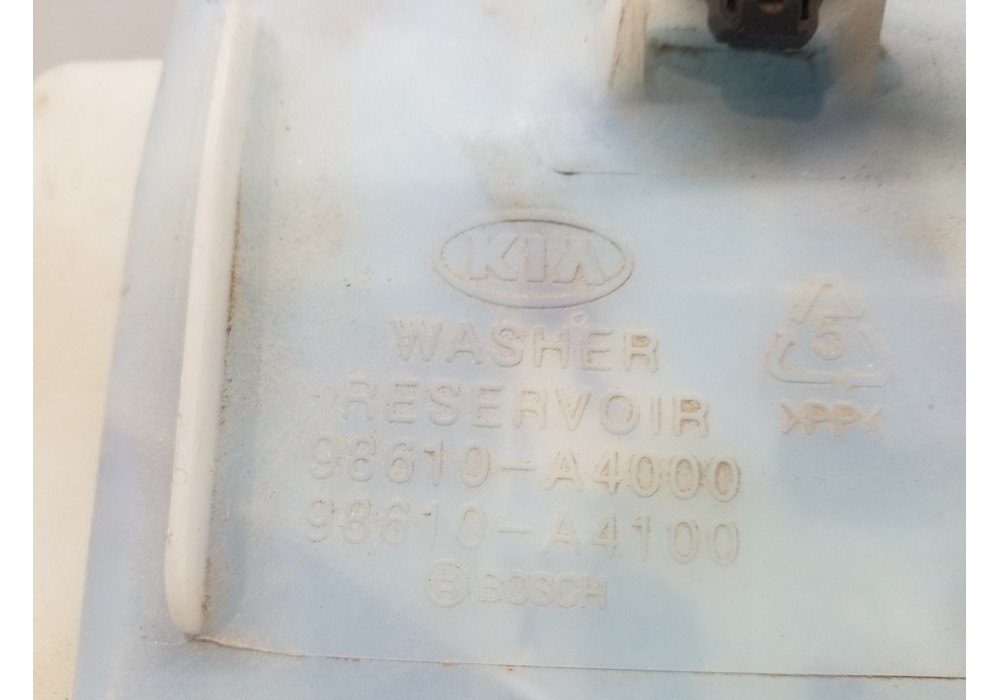 KIA
WASHER
RESERVOIR
98610-A4000
98610-A4100
BOSCH
5
>PP<